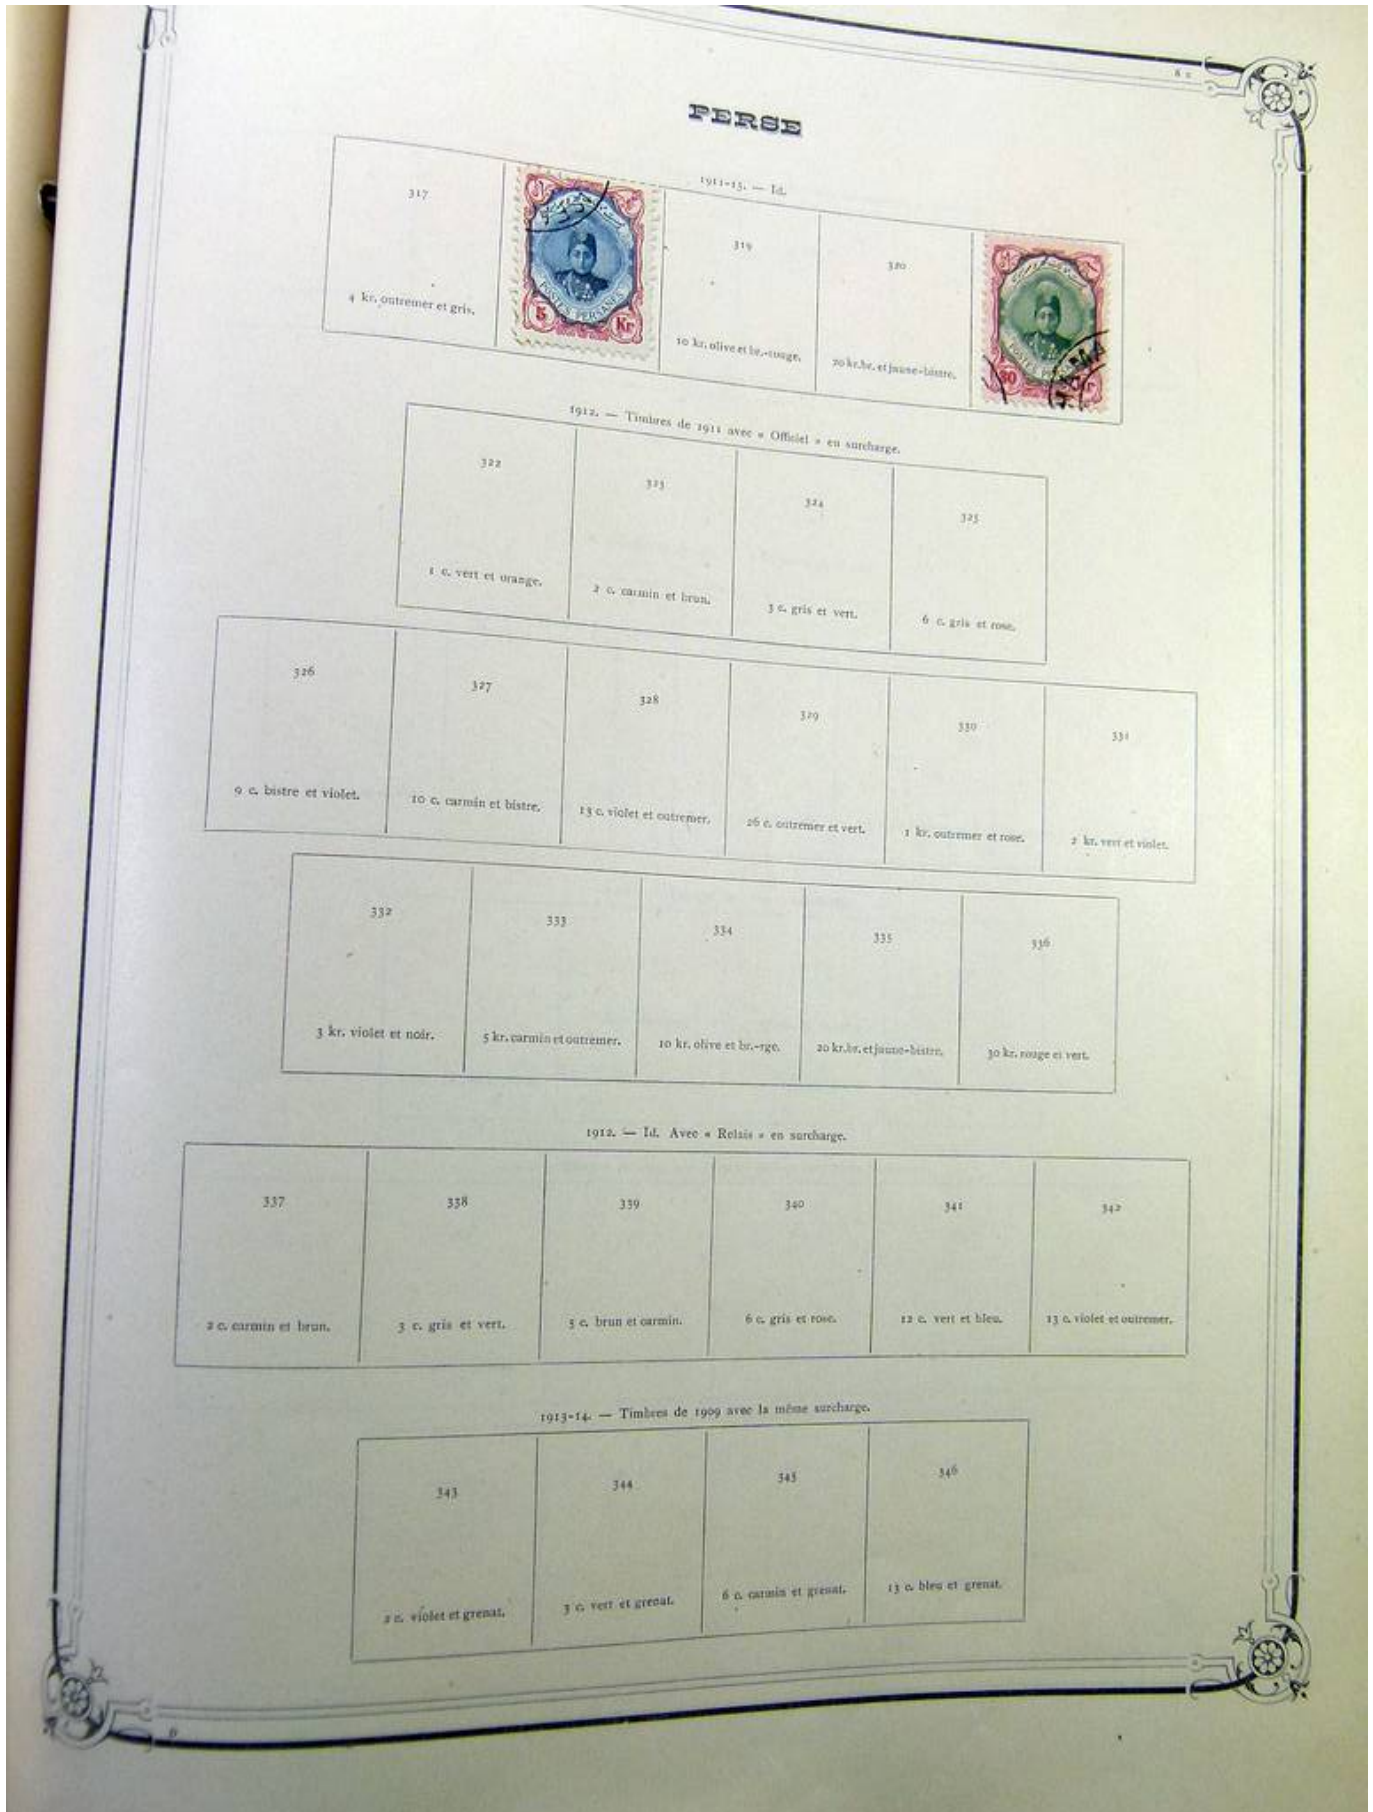 PERSE
1911-13. — Id.
317
4 kr. outremer et gris.
POSTES PERSANES
5 Kr
319
10 kr. olive et br.-rouge.
320
20 kr. br. et jaune-bistre.
POSTES PERSANES
30 Kr
1912. — Timbres de 1911 avec « Officiel » en surcharge.
322
1 c. vert et orange.
323
2 c. carmin et brun.
324
3 c. gris et vert.
325
6 c. gris et rose.
326
9 c. bistre et violet.
327
10 c. carmin et bistre.
328
13 c. violet et outremer.
329
26 c. outremer et vert.
330
1 kr. outremer et rose.
331
2 kr. vert et violet.
332
3 kr. violet et noir.
333
5 kr. carmin et outremer.
334
10 kr. olive et br.-rge.
335
20 kr. br. et jaune-bistre.
336
30 kr. rouge et vert.
1912. — Id. Avec « Relais » en surcharge.
337
2 c. carmin et brun.
338
3 c. gris et vert.
339
5 c. brun et carmin.
340
6 c. gris et rose.
341
12 c. vert et bleu.
342
13 c. violet et outremer.
1913-14. — Timbres de 1909 avec la même surcharge.
343
2 c. violet et grenat.
344
3 c. vert et grenat.
345
6 c. carmin et grenat.
346
13 c. bleu et grenat.